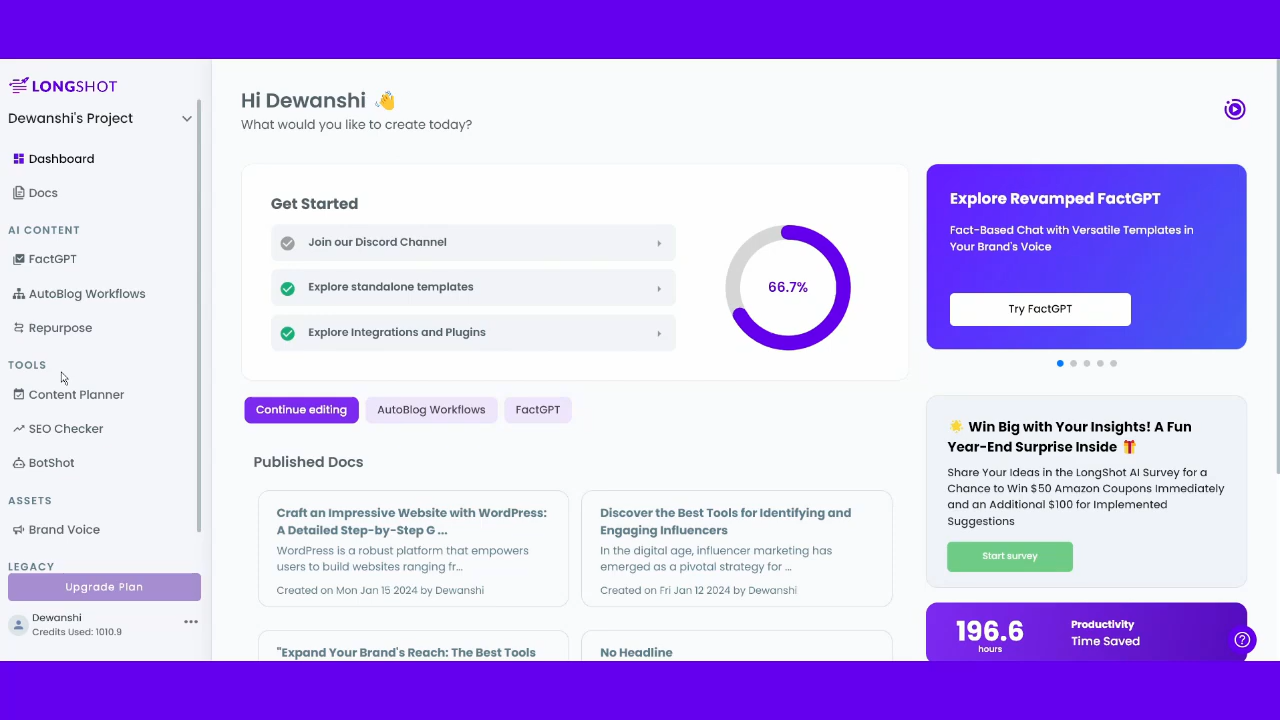 LONGSHOT
Dewanshi's Project
Dashboard
Docs
AI CONTENT
FactGPT
AutoBlog Workflows
Repurpose
TOOLS
Content Planner
SEO Checker
BotShot
ASSETS
Brand Voice
LEGACY
Upgrade Plan
Dewanshi
Credits Used: 1010.9
Hi Dewanshi 👋
What would you like to create today?
Get Started
Join our Discord Channel
Explore standalone templates
Explore Integrations and Plugins
66.7%
Continue editing
AutoBlog Workflows
FactGPT
Published Docs
Craft an Impressive Website with WordPress:
A Detailed Step-by-Step G ...
WordPress is a robust platform that empowers
users to build websites ranging fr...
Created on Mon Jan 15 2024 by Dewanshi
Discover the Best Tools for Identifying and
Engaging Influencers
In the digital age, influencer marketing has
emerged as a pivotal strategy for ...
Created on Fri Jan 12 2024 by Dewanshi
"Expand Your Brand's Reach: The Best Tools
No Headline
Explore Revamped FactGPT
Fact-Based Chat with Versatile Templates in
Your Brand's Voice
Try FactGPT
🌟 Win Big with Your Insights! A Fun
Year-End Surprise Inside 🎁
Share Your Ideas in the LongShot AI Survey for a
Chance to Win $50 Amazon Coupons Immediately
and an Additional $100 for Implemented
Suggestions
Start survey
196.6
hours
Productivity
Time Saved